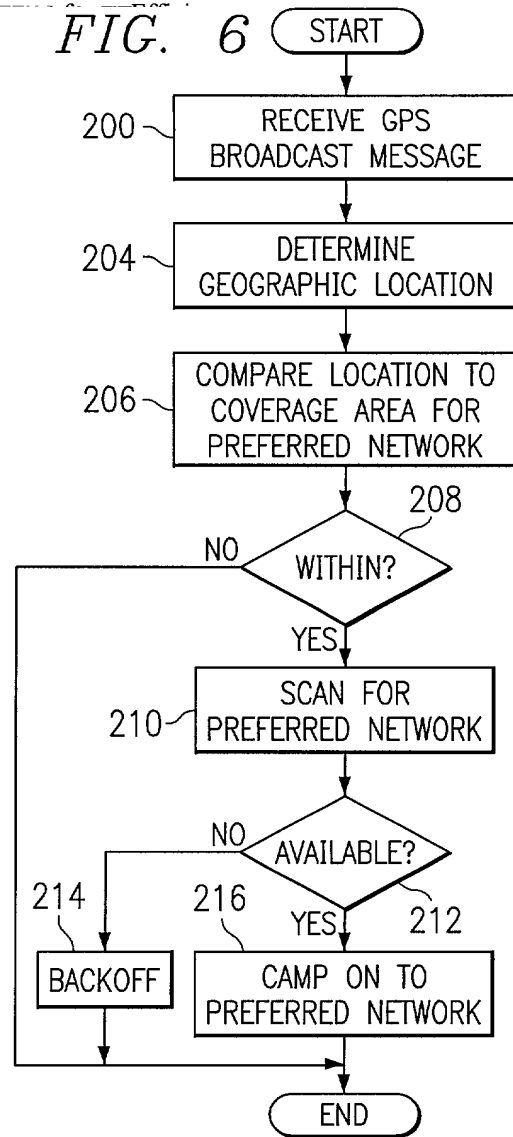 FIG. 6
START
200
RECEIVE GPS
BROADCAST MESSAGE
204
DETERMINE
GEOGRAPHIC LOCATION
206
COMPARE LOCATION TO
COVERAGE AREA FOR
PREFERRED NETWORK
208
NO
WITHIN?
YES
210
SCAN FOR
PREFERRED NETWORK
NO
AVAILABLE?
212
214
216
YES
BACKOFF
CAMP ON TO
PREFERRED NETWORK
END